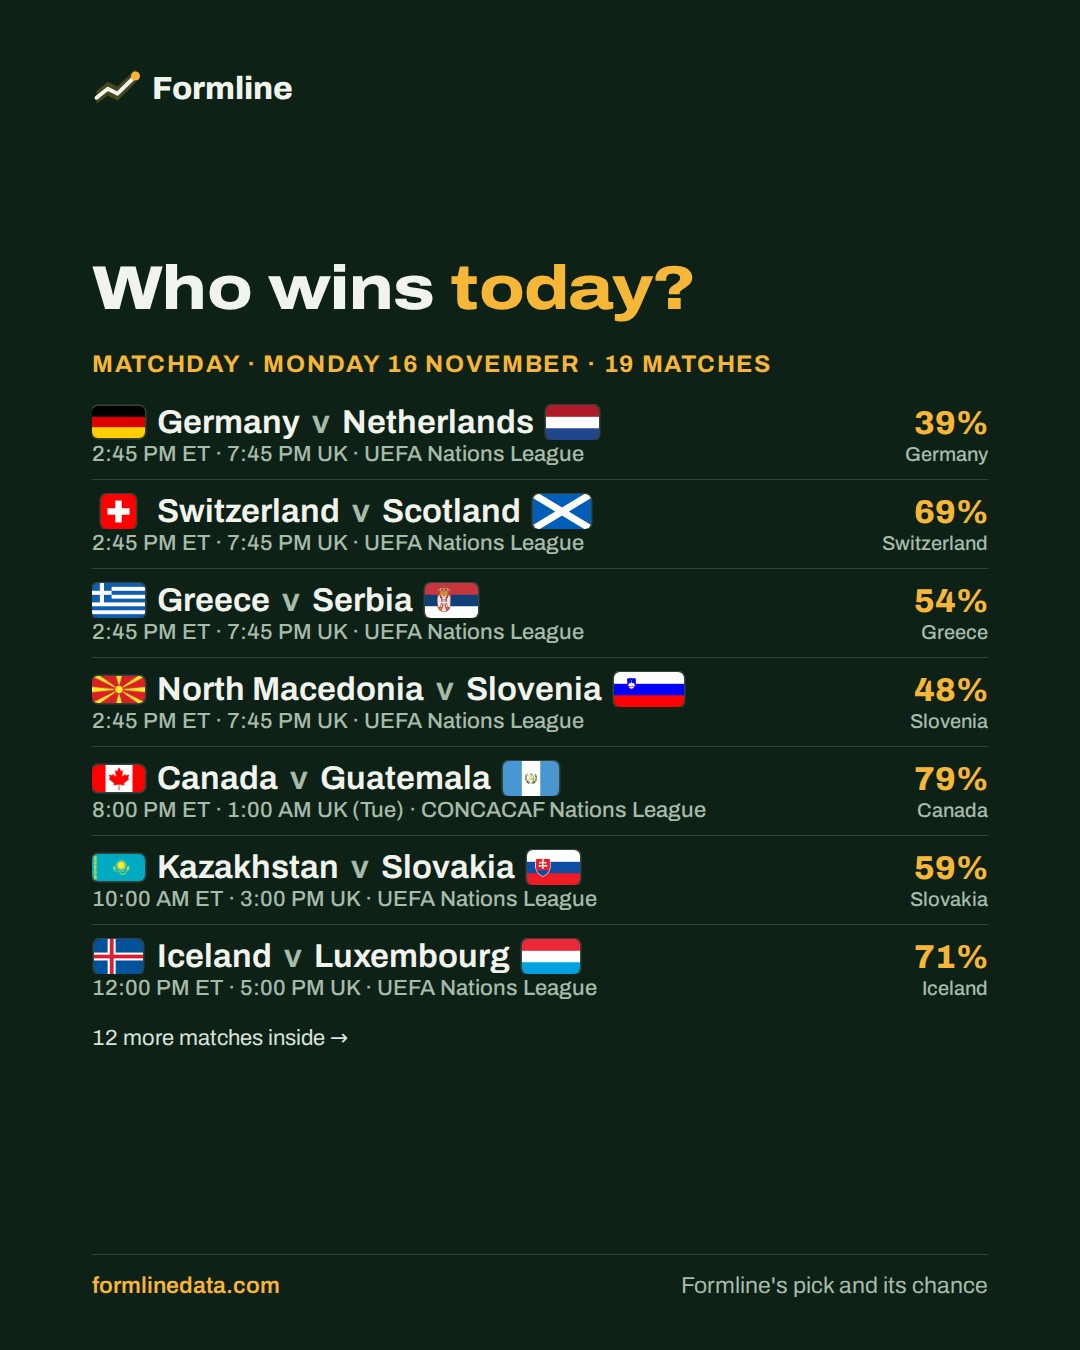 Formline
Who wins today?
MATCHDAY · MONDAY 16 NOVEMBER · 19 MATCHES
Germany v Netherlands 39%
2:45 PM ET · 7:45 PM UK · UEFA Nations League Germany
Switzerland v Scotland 69%
2:45 PM ET · 7:45 PM UK · UEFA Nations League Switzerland
Greece v Serbia 54%
2:45 PM ET · 7:45 PM UK · UEFA Nations League Greece
North Macedonia v Slovenia 48%
2:45 PM ET · 7:45 PM UK · UEFA Nations League Slovenia
Canada v Guatemala 79%
8:00 PM ET · 1:00 AM UK (Tue) · CONCACAF Nations League Canada
Kazakhstan v Slovakia 59%
10:00 AM ET · 3:00 PM UK · UEFA Nations League Slovakia
Iceland v Luxembourg 71%
12:00 PM ET · 5:00 PM UK · UEFA Nations League Iceland
12 more matches inside →
formlinedata.com Formline's pick and its chance